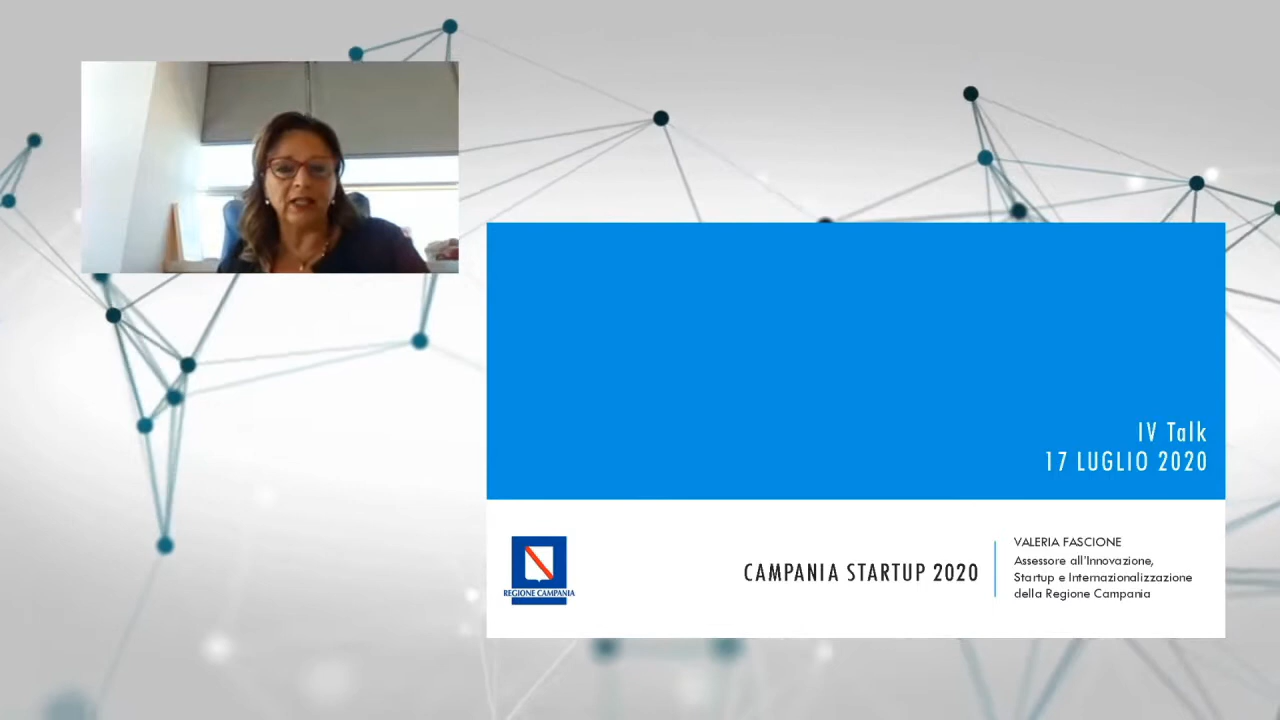 IV Talk
17 LUGLIO 2020
REGIONE CAMPANIA
CAMPANIA STARTUP 2020
VALERIA FASCIONE
Assessore all'Innovazione,
Startup e Internazionalizzazione
della Regione Campania